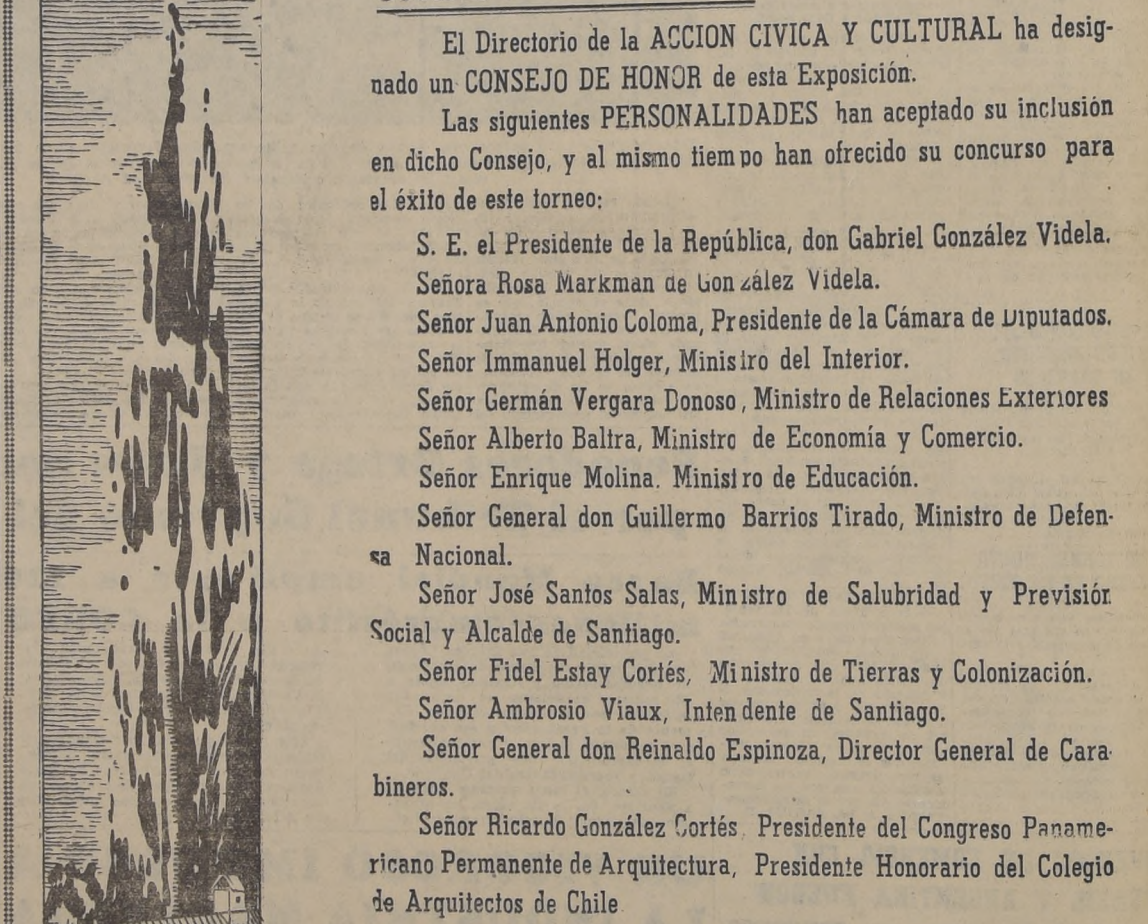 El Directorio de la ACCION CIVICA Y CULTURAL ha desig-
nado un CONSEJO DE HONOR de esta Exposición.
Las siguientes PERSONALIDADES han aceptado su inclusión
en dicho Consejo, y al mismo tiempo han ofrecido su concurso para
el éxito de este torneo:
S. E. el Presidente de la República, don Gabriel González Videla.
Señora Rosa Markman de González Videla.
Señor Juan Antonio Coloma, Presidente de la Cámara de Diputados.
Señor Immanuel Holger, Ministro del Interior.
Señor Germán Vergara Donoso, Ministro de Relaciones Exteriores
Señor Alberto Baltra, Ministro de Economía y Comercio.
Señor Enrique Molina. Ministro de Educación.
Señor General don Guillermo Barrios Tirado, Ministro de Defen-
sa Nacional.
Señor José Santos Salas, Ministro de Salubridad y Previsión
Social y Alcalde de Santiago.
Señor Fidel Estay Cortés, Ministro de Tierras y Colonización.
Señor Ambrosio Viaux, Intendente de Santiago.
Señor General don Reinaldo Espinoza, Director General de Cara-
bineros.
Señor Ricardo González Cortés, Presidente del Congreso Paname-
ricano Permanente de Arquitectura, Presidente Honorario del Colegio
de Arquitectos de Chile